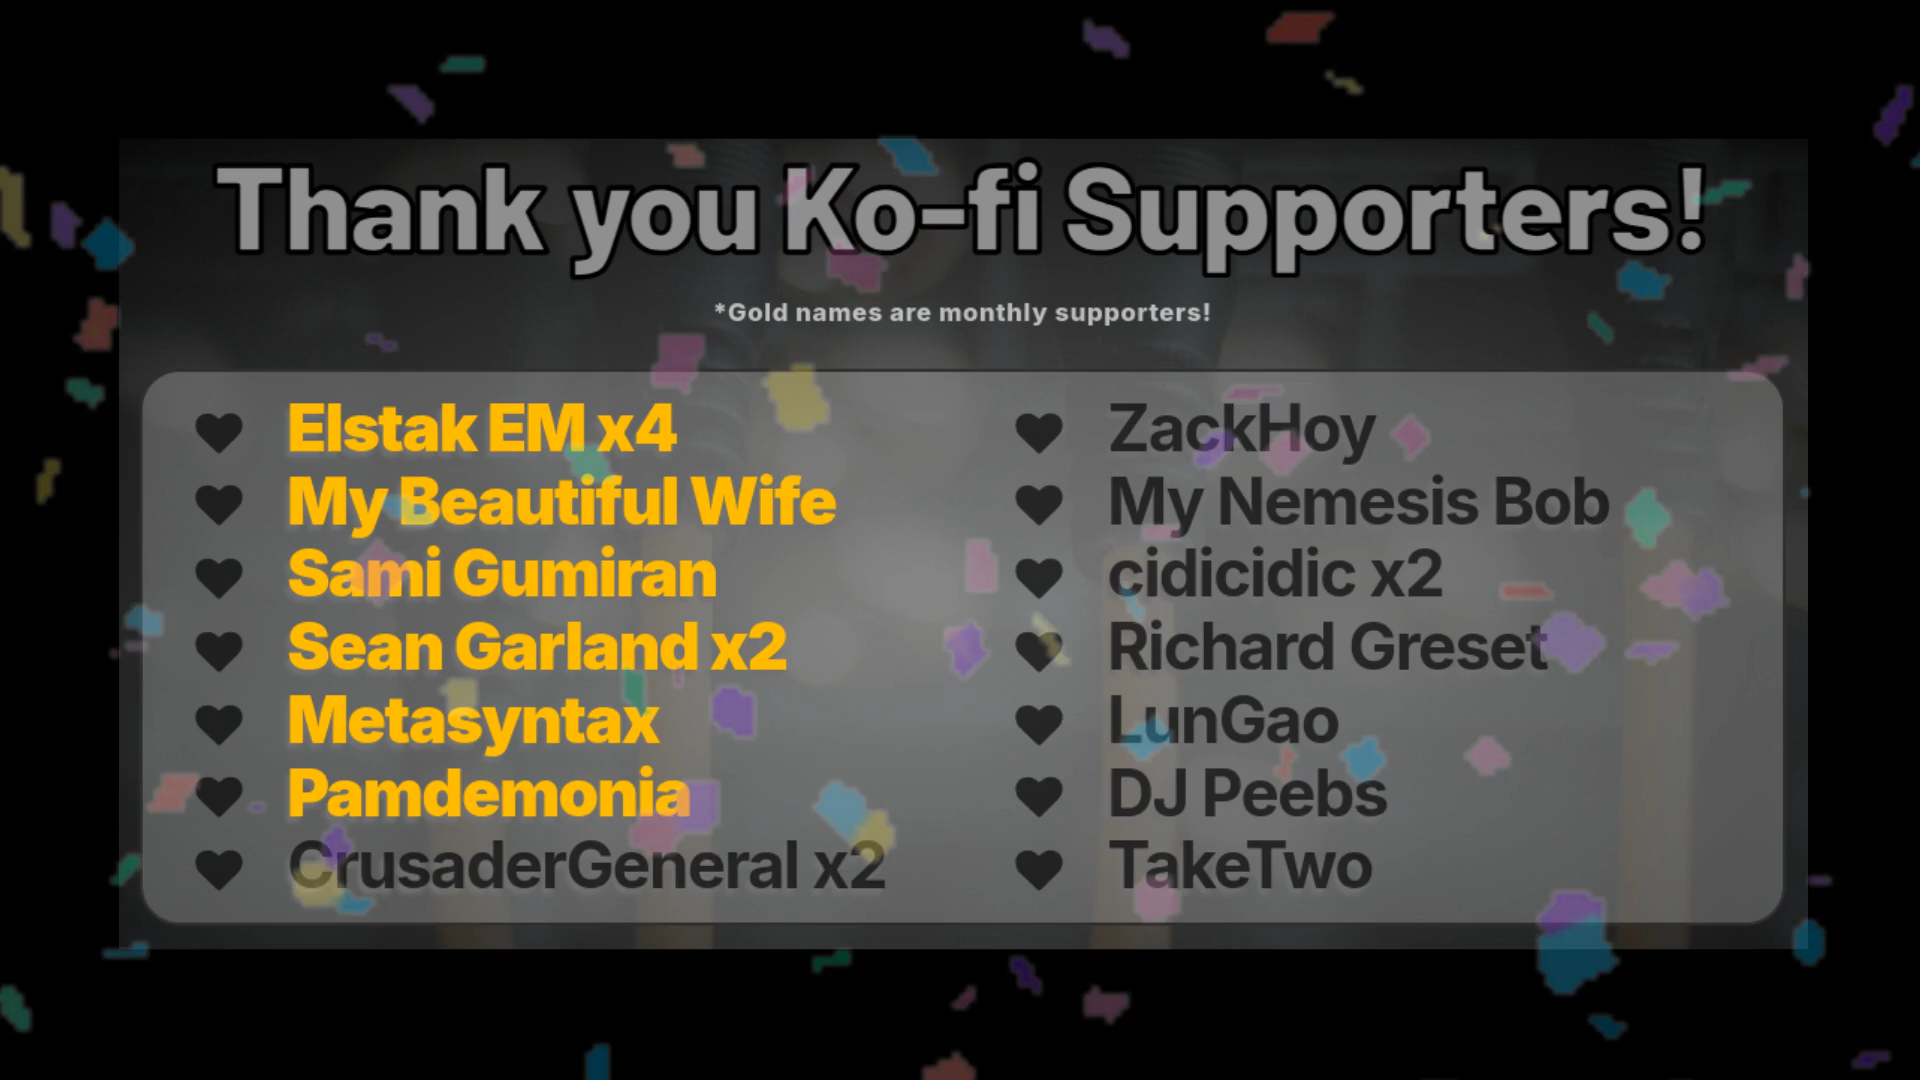 Thank you Ko-fi Supporters!
*Gold names are monthly supporters!
Elstak EM x4
My Beautiful Wife
Sami Gumiran
Sean Garland x2
Metasyntax
Pamdemonia
CrusaderGeneral x2
ZackHoy
My Nemesis Bob
cidicidic x2
Richard Greset
LunGao
DJ Peebs
TakeTwo